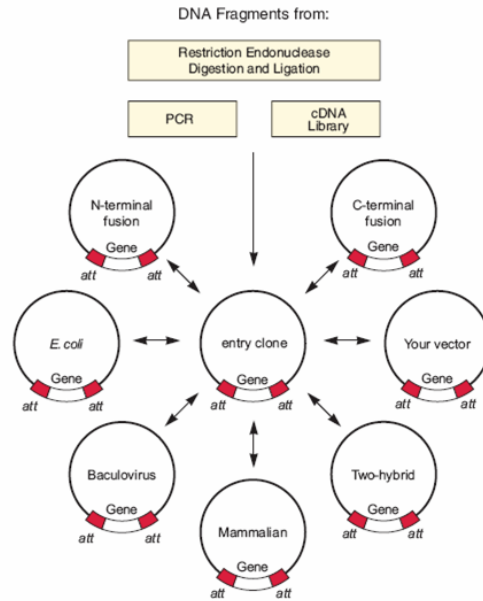 DNA Fragments from:
Restriction Endonuclease
Digestion and Ligation
PCR
cDNA
Library
N-terminal
fusion
Gene
att
att
C-terminal
fusion
Gene
att
att
E. coli
Gene
att
att
entry clone
Gene
att
att
Your vector
Gene
att
att
Baculovirus
Gene
att
att
Mammalian
Gene
att
att
Two-hybrid
Gene
att
att